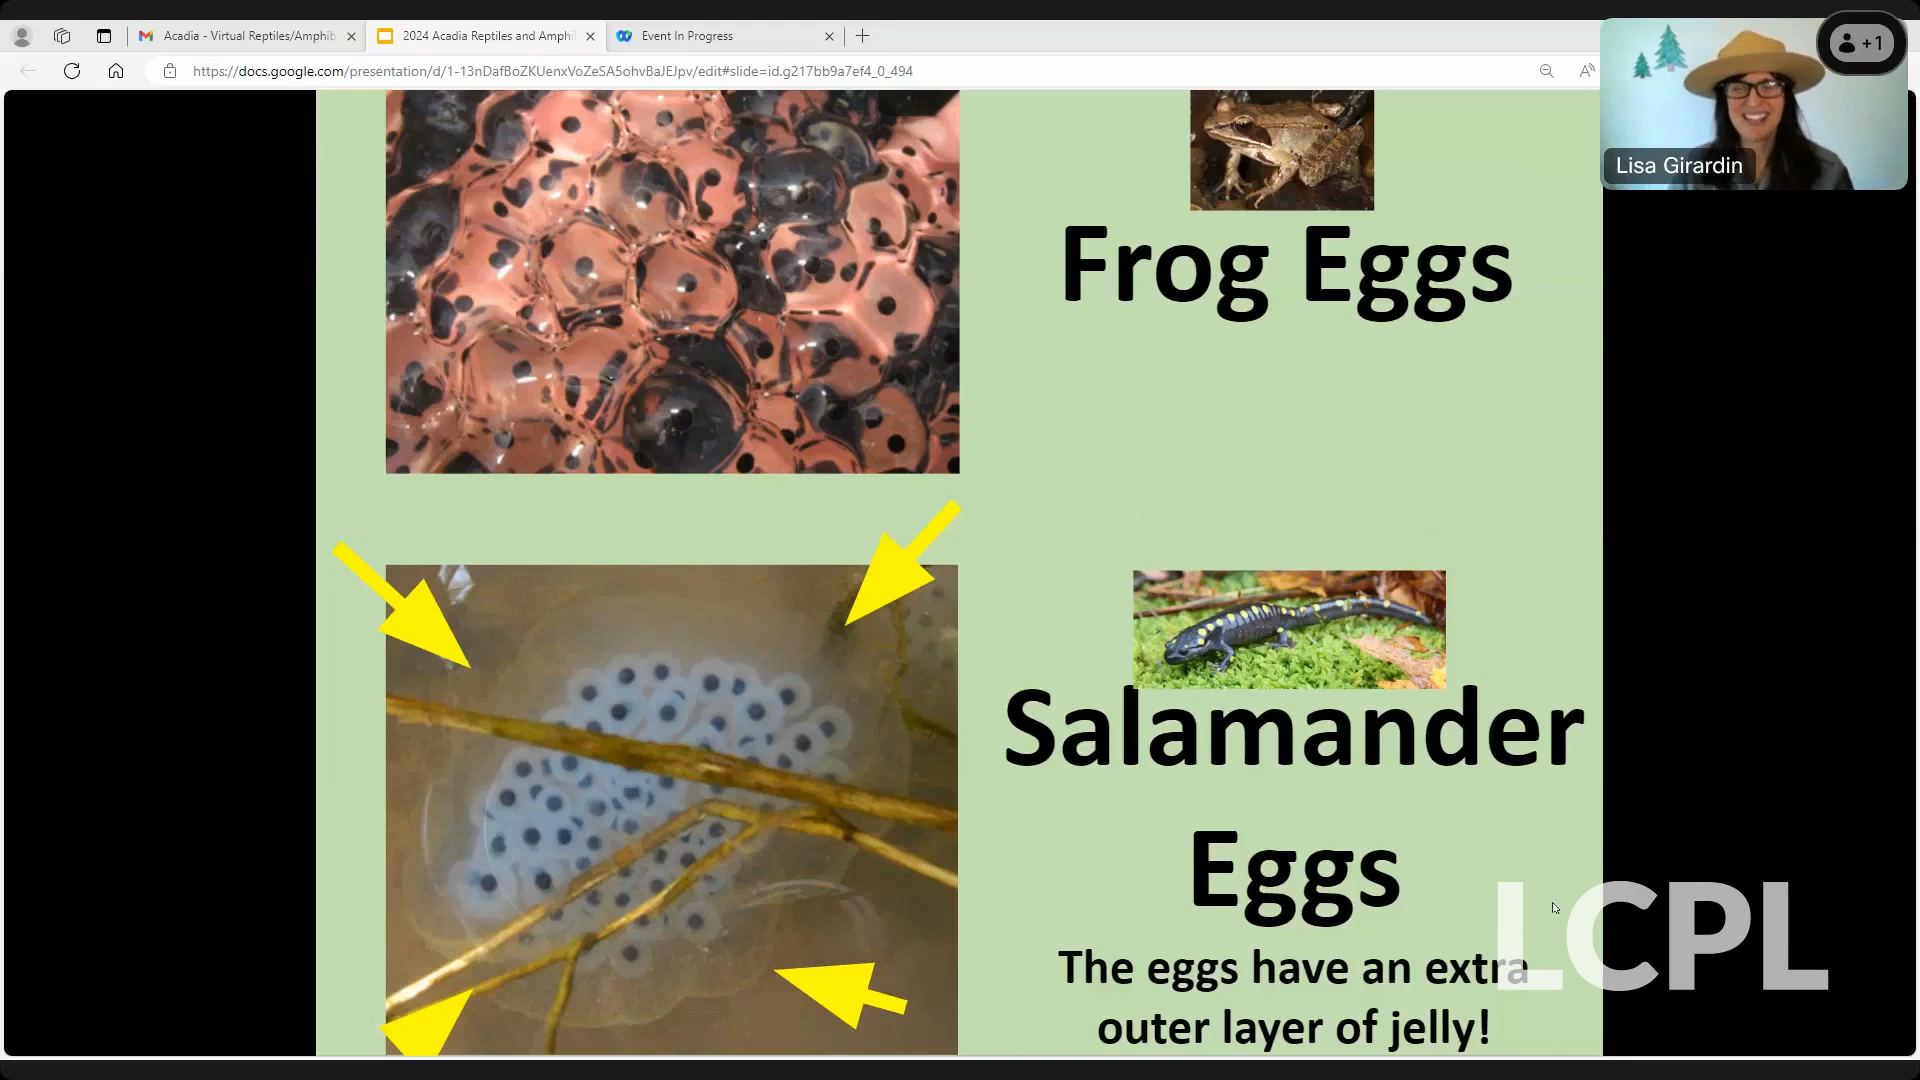 Acadia - Virtual Reptiles/Amphib
2024 Acadia Reptiles and Amphi
Event In Progress
+1
https://docs.google.com/presentation/d/1-13nDafBoZKUenxVoZeSA5ohvBaJEJpv/edit#slide=id.g217bb9a7ef4_0_494
Lisa Girardin
Frog Eggs
Salamander
Eggs
The eggs have an extra
outer layer of jelly!
LCPL